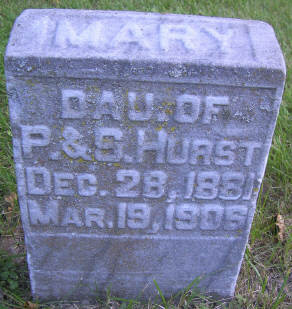 MARY
DAU. OF
P. & S. HURST
DEC. 28, 1881
MAR. 19, 1906